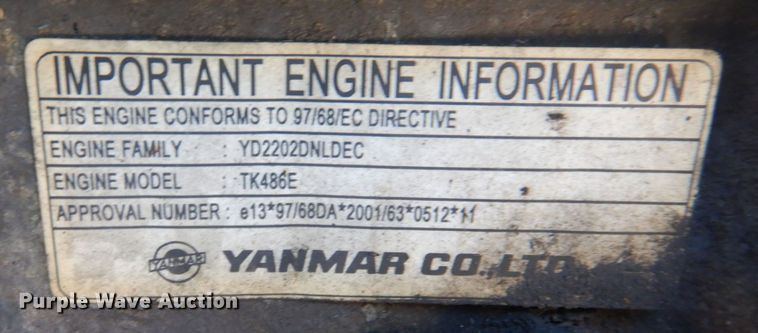 IMPORTANT ENGINE INFORMATION
THIS ENGINE CONFORMS TO 97/68/EC DIRECTIVE
ENGINE FAMILY : YD2202DNLDEC
ENGINE MODEL : TK486E
APPROVAL NUMBER : e13*97/68DA*2001/63*0512*11
YANMAR YANMAR CO.,LTD.
Purple Wave Auction